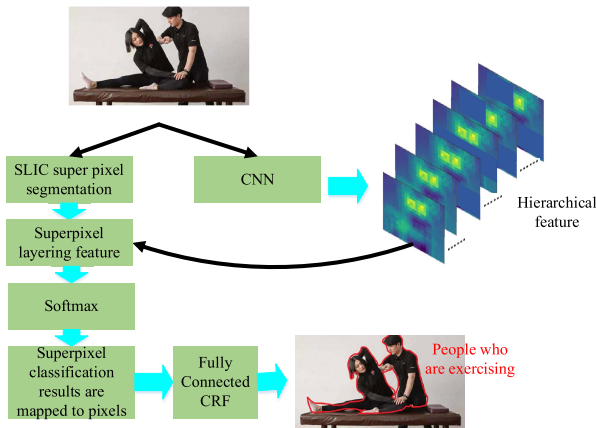 SLIC super pixel
segmentation
CNN
Hierarchical
feature
Superpixel
layering feature
Softmax
Superpixel
classification
results are
mapped to pixels
Fully
Connected
CRF
People who
are exercising